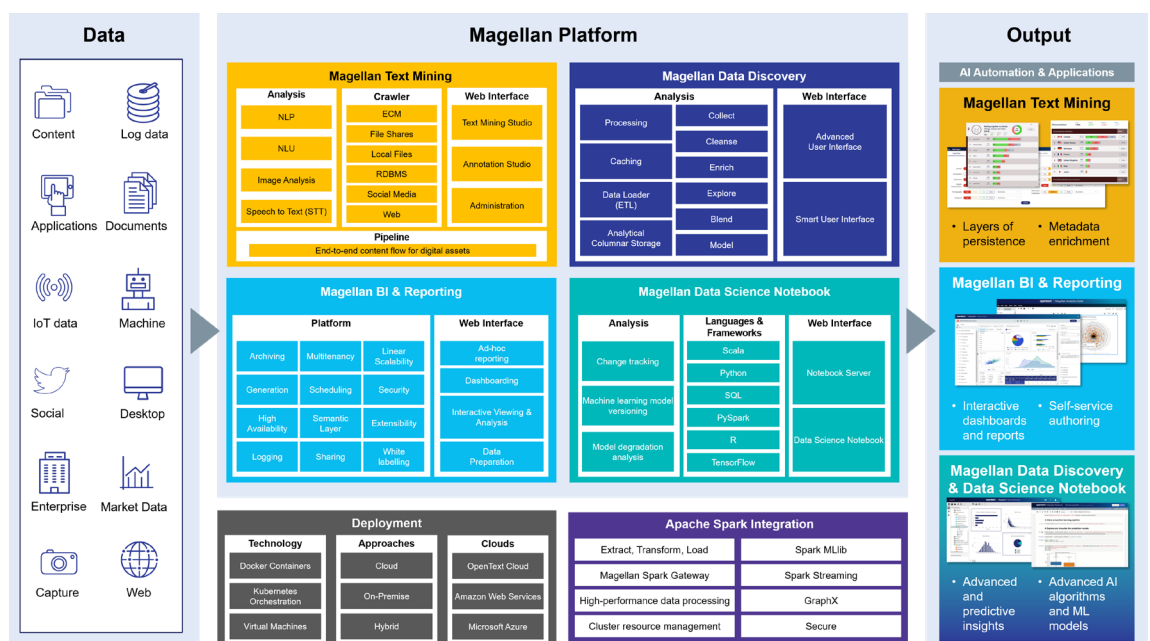 Data
Content
Log data
Applications
Documents
IoT data
Machine
Social
Desktop
Enterprise
Market Data
Capture
Web
Magellan Platform
Magellan Text Mining
Analysis
NLP
NLU
Image Analysis
Speech to Text (STT)
Crawler
ECM
File Shares
Local Files
RDBMS
Social Media
Web
Web Interface
Text Mining Studio
Annotation Studio
Administration
Pipeline
End-to-end content flow for digital assets
Magellan Data Discovery
Analysis
Processing
Caching
Data Loader
(ETL)
Analytical
Columnar Storage
Collect
Cleanse
Enrich
Explore
Blend
Model
Web Interface
Advanced
User Interface
Smart User Interface
Magellan BI & Reporting
Platform
Archiving
Multitenancy
Linear
Scalability
Generation
Scheduling
Security
High
Availability
Semantic
Layer
Extensibility
Logging
Sharing
White
labelling
Web Interface
Ad-hoc
reporting
Dashboarding
Interactive Viewing &
Analysis
Data
Preparation
Magellan Data Science Notebook
Analysis
Change tracking
Machine learning model
versioning
Model degradation
analysis
Languages &
Frameworks
Scala
Python
SQL
PySpark
R
TensorFlow
Web Interface
Notebook Server
Data Science Notebook
Deployment
Technology
Docker Containers
Kubernetes
Orchestration
Virtual Machines
Approaches
Cloud
On-Premise
Hybrid
Clouds
OpenText Cloud
Amazon Web Services
Microsoft Azure
Apache Spark Integration
Extract, Transform, Load
Spark MLlib
Magellan Spark Gateway
Spark Streaming
High-performance data processing
GraphX
Cluster resource management
Secure
Output
AI Automation & Applications
Magellan Text Mining
• Layers of
persistence
• Metadata
enrichment
Magellan BI & Reporting
• Interactive
dashboards
and reports
• Self-service
authoring
Magellan Data Discovery
& Data Science Notebook
• Advanced
and
predictive
insights
• Advanced AI
algorithms
and ML
models